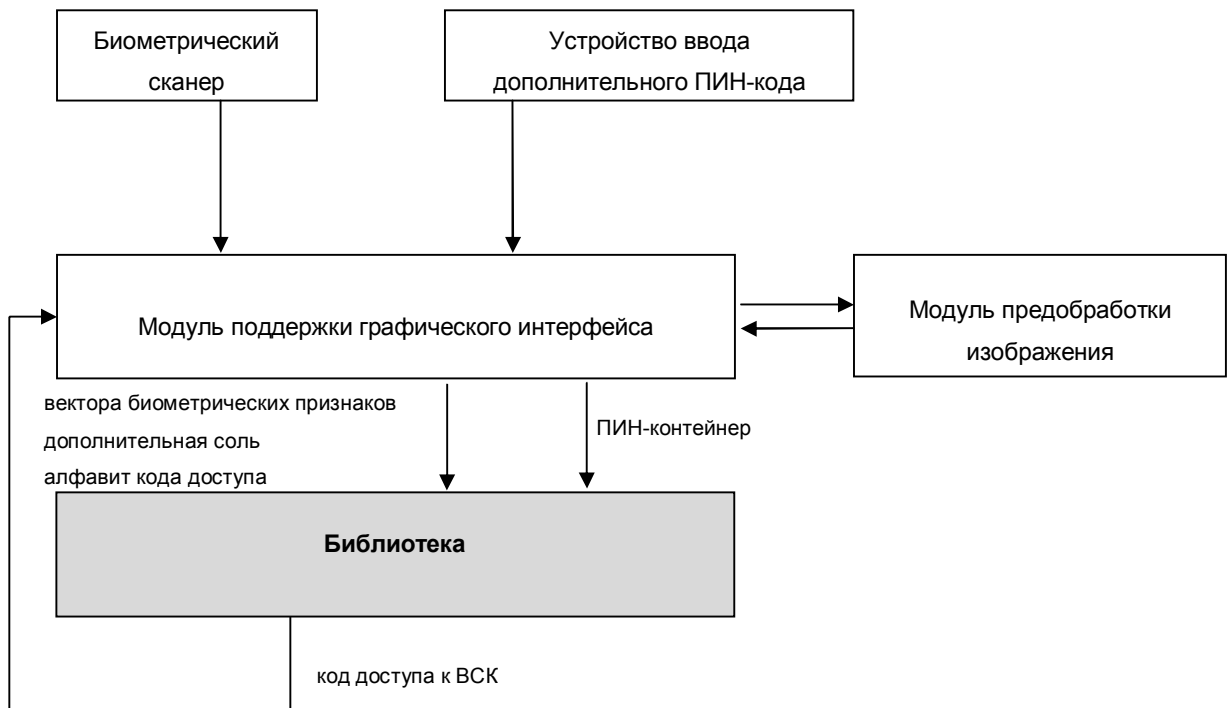 Биометрический
сканер
Устройство ввода
дополнительного ПИН-кода
Модуль поддержки графического интерфейса
Модуль предобработки
изображения
вектора биометрических признаков
дополнительная соль
алфавит кода доступа
ПИН-контейнер
Библиотека
код доступа к ВСК